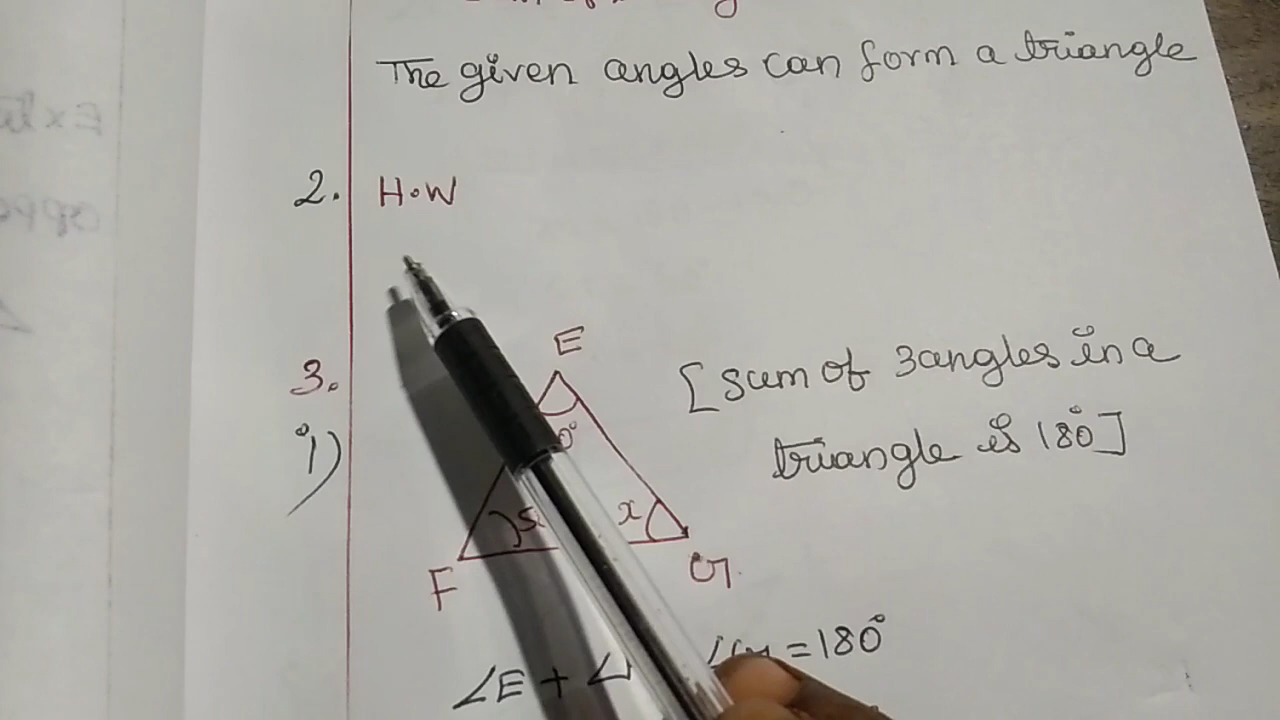 The given angles can form a triangle
2. H.W
3.
i)
E
[sum of 3angles in a
triangle is 180°]
x
F
G
∠E + ∠
= 180°